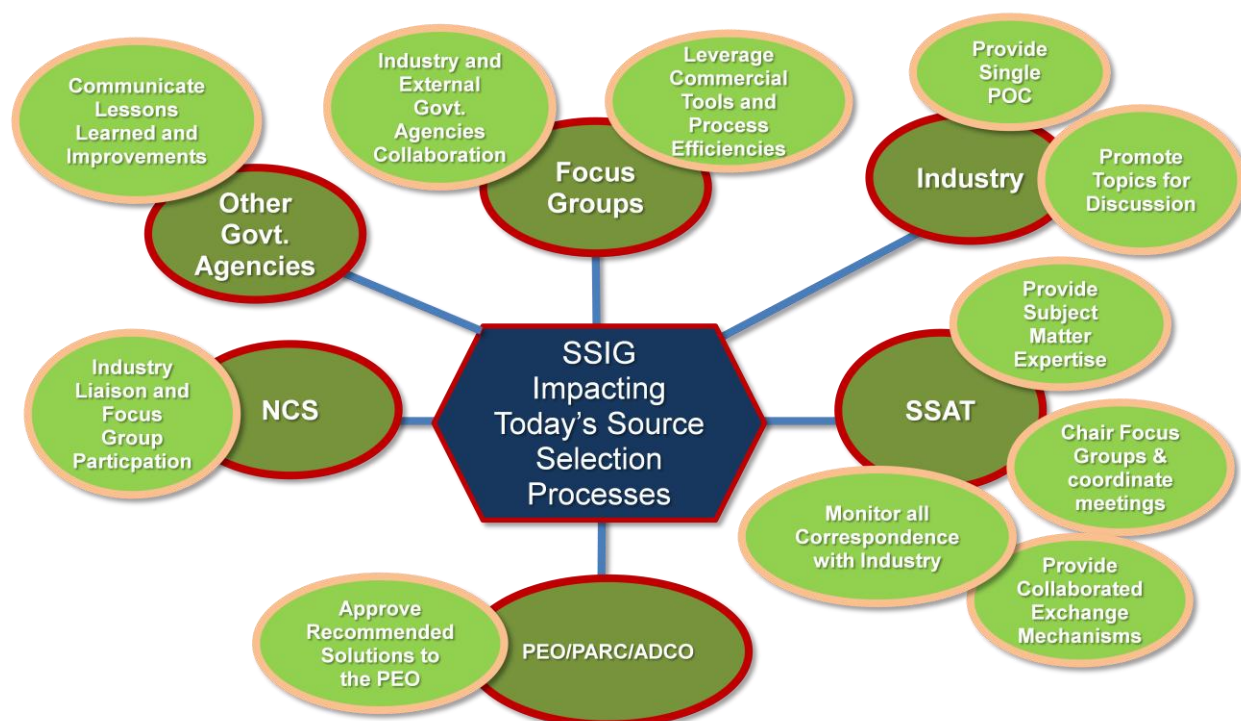 Communicate
Lessons
Learned and
Improvements
Other
Govt.
Agencies
Industry and
External
Govt.
Agencies
Collaboration
Leverage
Commercial
Tools and
Process
Efficiencies
Focus
Groups
Provide
Single
POC
Industry
Promote
Topics for
Discussion
Provide
Subject
Matter
Expertise
SSAT
Chair Focus
Groups &
coordinate
meetings
Monitor all
Correspondence
with Industry
Provide
Collaborated
Exchange
Mechanisms
SSIG
Impacting
Today's Source
Selection
Processes
Industry
Liaison and
Focus
Group
Particpation
NCS
Approve
Recommended
Solutions to
the PEO
PEO/PARC/ADCO